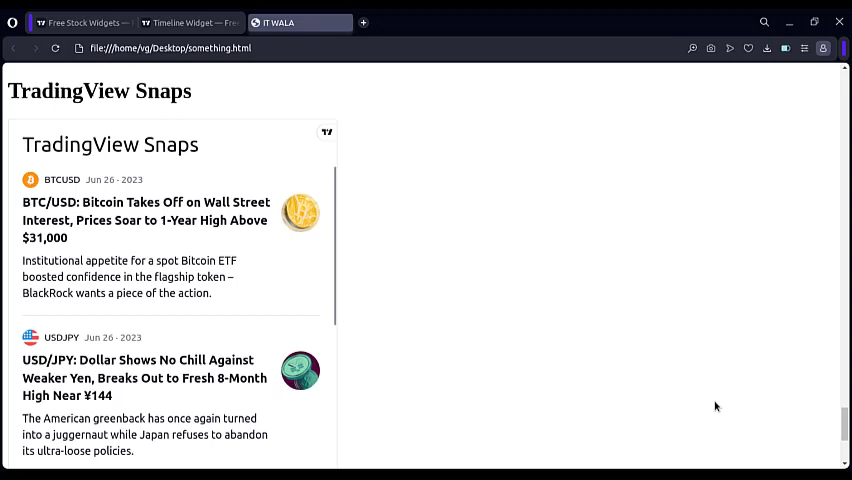 Free Stock Widgets —
Timeline Widget — Free
IT WALA
file:///home/vg/Desktop/something.html
TradingView Snaps
TradingView Snaps
BTCUSD Jun 26 · 2023
BTC/USD: Bitcoin Takes Off on Wall Street
Interest, Prices Soar to 1-Year High Above
$31,000
Institutional appetite for a spot Bitcoin ETF
boosted confidence in the flagship token –
BlackRock wants a piece of the action.
USDJPY Jun 26 · 2023
USD/JPY: Dollar Shows No Chill Against
Weaker Yen, Breaks Out to Fresh 8-Month
High Near ¥144
The American greenback has once again turned
into a juggernaut while Japan refuses to abandon
its ultra-loose policies.